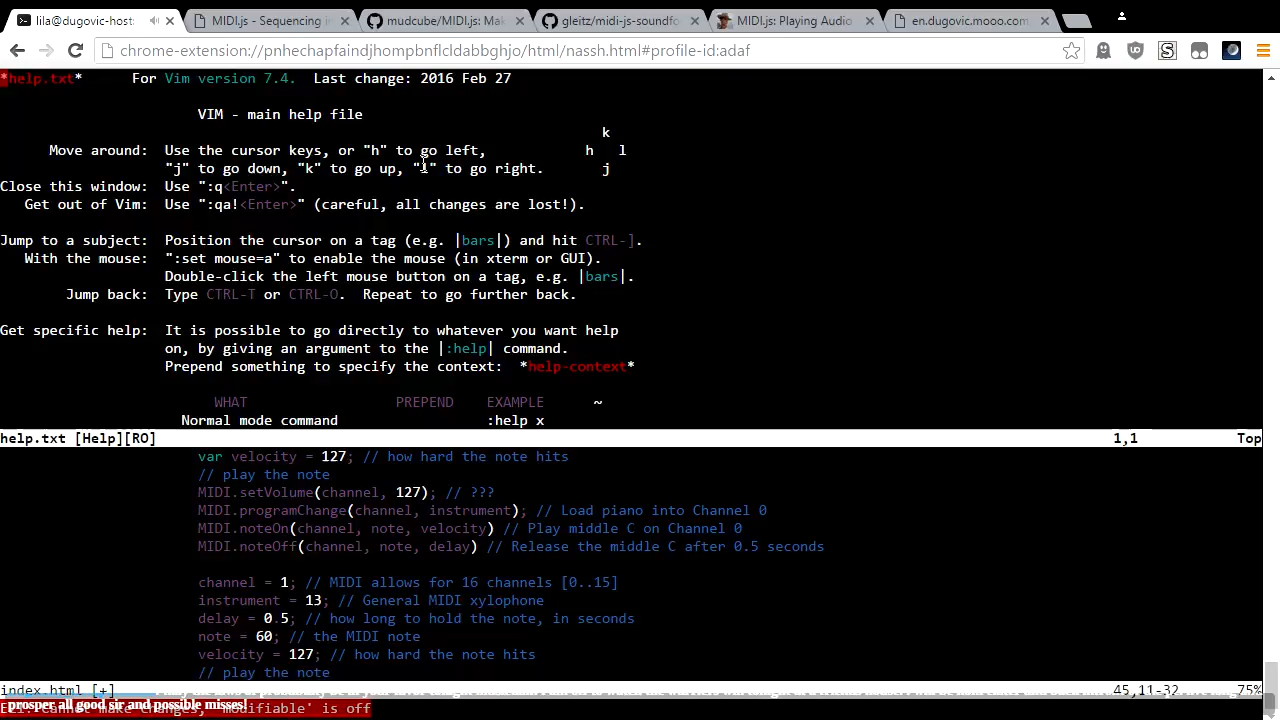 lila@dugovic-host:
MIDI.js - Sequencing in
mudcube/MIDI.js: Mak
gleitz/midi-js-soundfo
MIDI.js: Playing Audio
en.dugovic.mooo.com
chrome-extension://pnhechapfaindjhompbnflcldabbghjo/html/nassh.html#profile-id:adaf
*help.txt* For Vim version 7.4. Last change: 2016 Feb 27
VIM - main help file
k
Move around: Use the cursor keys, or "h" to go left, h l
"j" to go down, "k" to go up, "l" to go right. j
Close this window: Use ":q<Enter>".
Get out of Vim: Use ":qa!<Enter>" (careful, all changes are lost!).
Jump to a subject: Position the cursor on a tag (e.g. |bars|) and hit CTRL-].
With the mouse: ":set mouse=a" to enable the mouse (in xterm or GUI).
Double-click the left mouse button on a tag, e.g. |bars|.
Jump back: Type CTRL-T or CTRL-O. Repeat to go further back.
Get specific help: It is possible to go directly to whatever you want help
on, by giving an argument to the |:help| command.
Prepend something to specify the context: *help-context*
WHAT PREPEND EXAMPLE ~
Normal mode command :help x
help.txt [Help][RO] 1,1 Top
var velocity = 127; // how hard the note hits
// play the note
MIDI.setVolume(channel, 127); // ???
MIDI.programChange(channel, instrument); // Load piano into Channel 0
MIDI.noteOn(channel, note, velocity) // Play middle C on Channel 0
MIDI.noteOff(channel, note, delay) // Release the middle C after 0.5 seconds
channel = 1; // MIDI allows for 16 channels [0..15]
instrument = 13; // General MIDI xylophone
delay = 0.5; // how long to hold the note, in seconds
note = 60; // the MIDI note
velocity = 127; // how hard the note hits
// play the note
index.html [+] 45,11-32 75%
prosper all good sir and possible misses!
E21: Cannot make changes, 'modifiable' is off